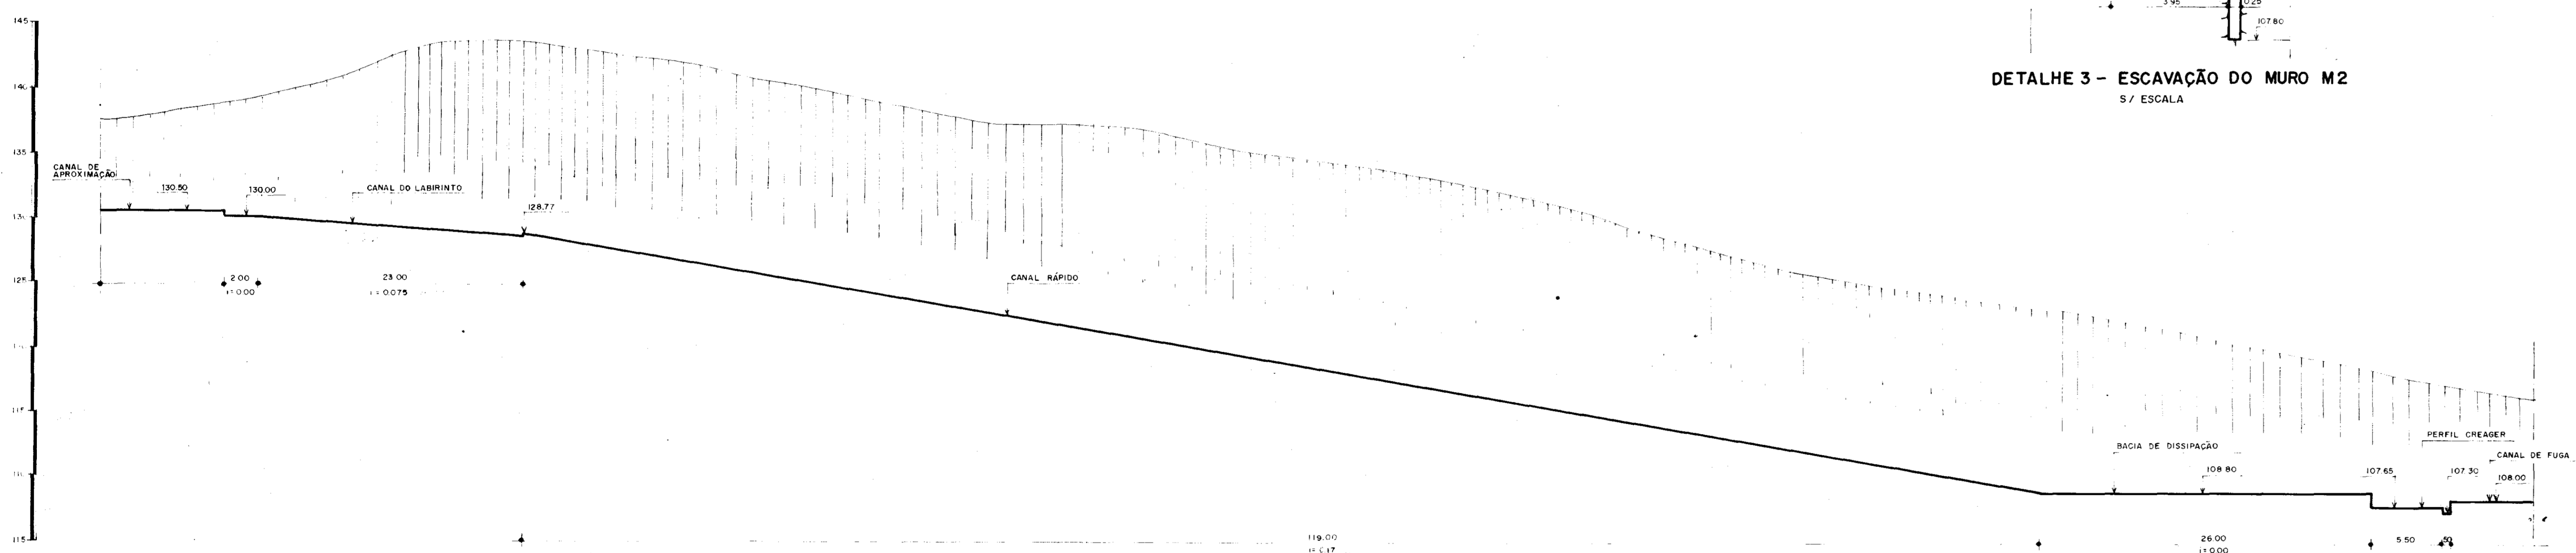 3.95
0.25
107.80
DETALHE 3 - ESCAVAÇÃO DO MURO M2
S/ ESCALA
145
140
135
125
CANAL DE
APROXIMAÇÃO
130.50
130.00
CANAL DO LABIRINTO
128.77
2.00
i=0.00
23.00
i=0.075
CANAL RÁPIDO
119.00
i=0.17
BACIA DE DISSIPAÇÃO
108.80
107.65
PERFIL CREAGER
107.30
CANAL DE FUGA
108.00
26.00
i=0.00
5.50
.50